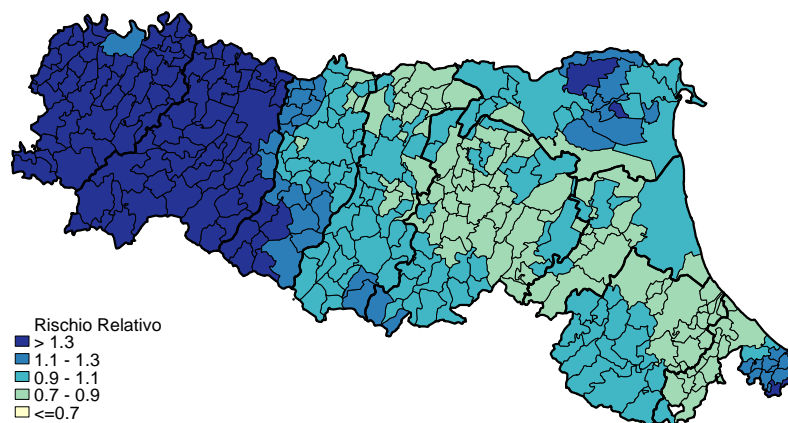 Rischio Relativo
> 1.3
1.1 - 1.3
0.9 - 1.1
0.7 - 0.9
<=0.7